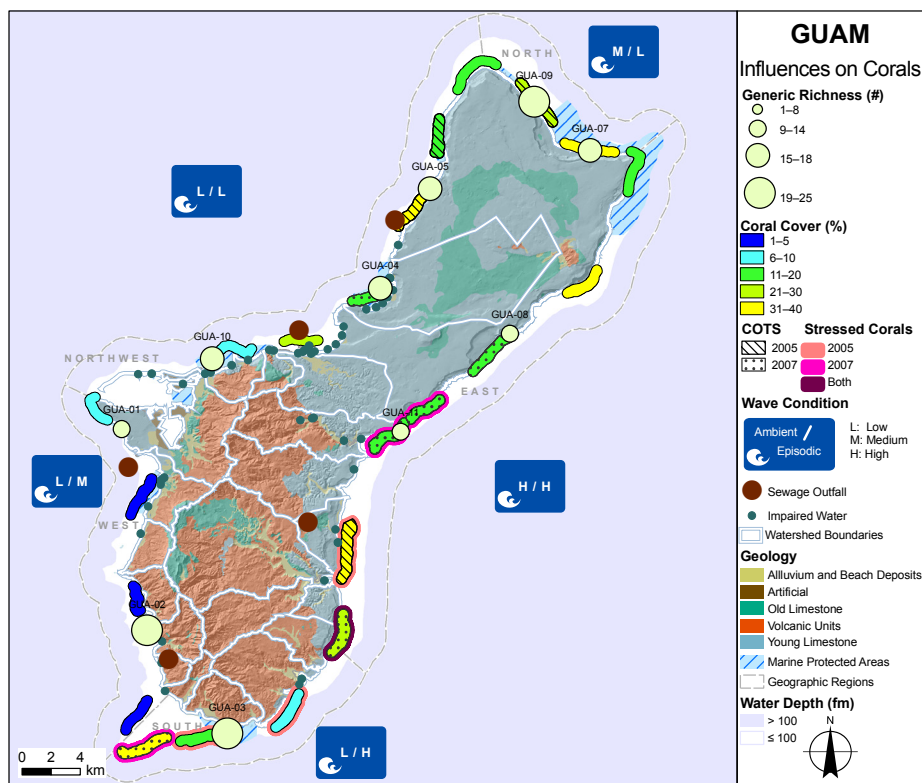 NORTH
M / L
GUA-09
GUA-07
L / L
GUA-05
GUA-04
GUA-10
GUA-08
NORTHWEST
EAST
GUA-01
GUA-11
L / M
H / H
WEST
GUA-02
GUA-03
SOUTH
L / H
0 2 4
km
GUAM
Influences on Corals
Generic Richness (#)
1–8
9–14
15–18
19–25
Coral Cover (%)
1–5
6–10
11–20
21–30
31–40
COTS
2005
2007
Stressed Corals
2005
2007
Both
Wave Condition
Ambient /
Episodic
L: Low
M: Medium
H: High
Sewage Outfall
Impaired Water
Watershed Boundaries
Geology
Allluvium and Beach Deposits
Artificial
Old Limestone
Volcanic Units
Young Limestone
Marine Protected Areas
Geographic Regions
Water Depth (fm)
> 100
≤ 100
N